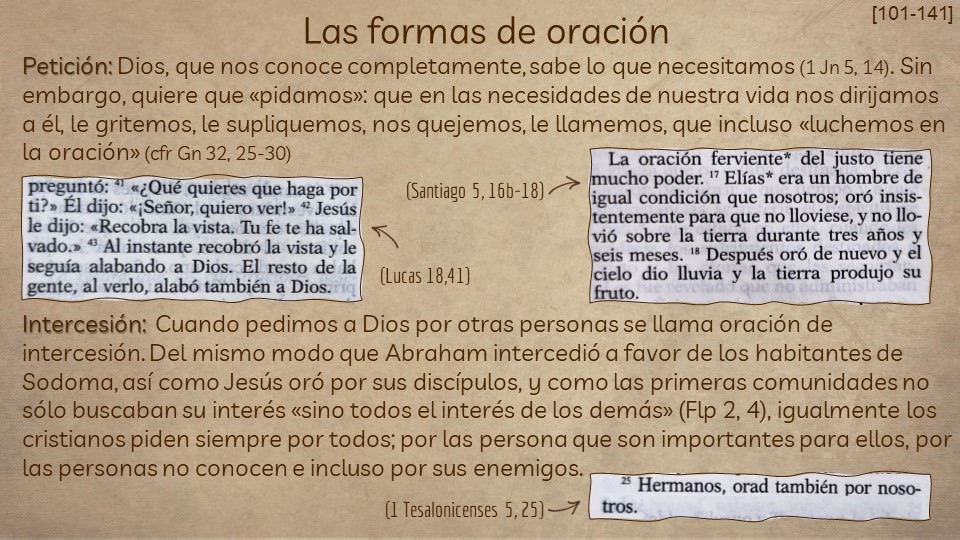 [101-141]
Las formas de oración
Petición: Dios, que nos conoce completamente, sabe lo que necesitamos (1 Jn 5, 14). Sin
embargo, quiere que «pidamos»: que en las necesidades de nuestra vida nos dirijamos
a él, le gritemos, le supliquemos, nos quejemos, le llamemos, que incluso «luchemos en
la oración» (cfr Gn 32, 25-30)
preguntó: 41 «¿Qué quieres que haga por
ti?» Él dijo: «¡Señor, quiero ver!» 42 Jesús
le dijo: «Recobra la vista. Tu fe te ha sal-
vado.» 43 Al instante recobró la vista y le
seguía alabando a Dios. El resto de la
gente, al verlo, alabó también a Dios.
(Lucas 18,41)
(Santiago 5, 16b-18)
La oración ferviente* del justo tiene
mucho poder. 17 Elías* era un hombre de
igual condición que nosotros; oró insis-
tentemente para que no lloviese, y no llo-
vió sobre la tierra durante tres años y
seis meses. 18 Después oró de nuevo y el
cielo dio lluvia y la tierra produjo su
fruto.
Intercesión: Cuando pedimos a Dios por otras personas se llama oración de
intercesión. Del mismo modo que Abraham intercedió a favor de los habitantes de
Sodoma, así como Jesús oró por sus discípulos, y como las primeras comunidades no
sólo buscaban su interés «sino todos el interés de los demás» (Flp 2, 4), igualmente los
cristianos piden siempre por todos; por las persona que son importantes para ellos, por
las personas no conocen e incluso por sus enemigos.
(1 Tesalonicenses 5, 25)
25 Hermanos, orad también por noso-
tros.